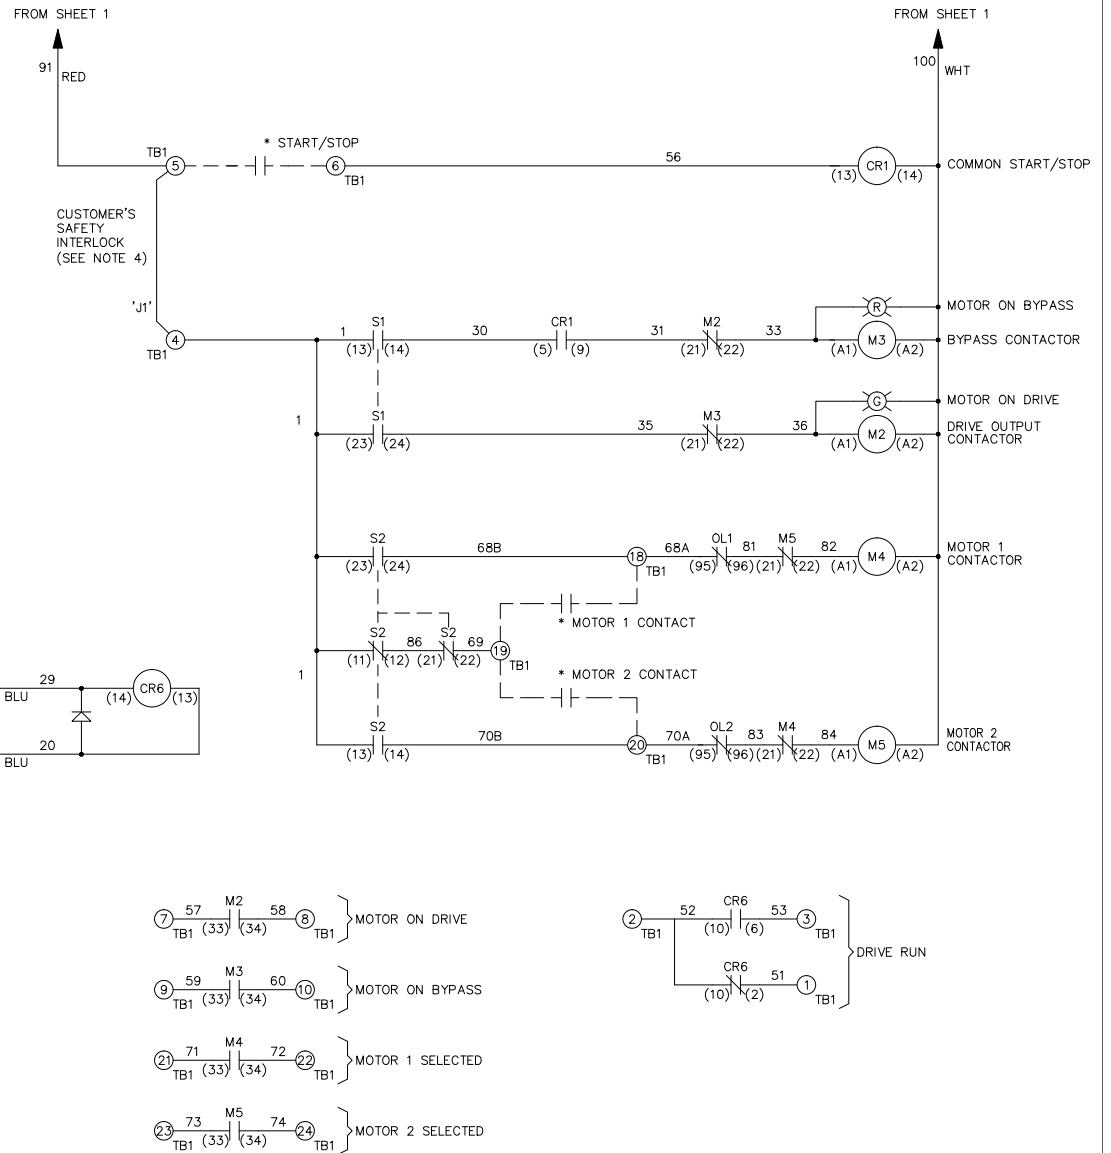 FROM SHEET 1
FROM SHEET 1
91
RED
100
WHT
TB1
5
* START/STOP
6
TB1
56
CR1
(13)
(14)
COMMON START/STOP
CUSTOMER'S
SAFETY
INTERLOCK
(SEE NOTE 4)
'J1'
4
TB1
R
MOTOR ON BYPASS
1
S1
(13)
(14)
30
CR1
(5)
(9)
31
M2
(21)
(22)
33
M3
(A1)
(A2)
BYPASS CONTACTOR
G
MOTOR ON DRIVE
1
S1
(23)
(24)
35
M3
(21)
(22)
36
M2
(A1)
(A2)
DRIVE OUTPUT
CONTACTOR
S2
(23)
(24)
68B
18
TB1
68A
OL1
(95)
(96)
81
M5
(21)
(22)
82
M4
(A1)
(A2)
MOTOR 1
CONTACTOR
* MOTOR 1 CONTACT
S2
(11)
(12)
86
S2
(21)
(22)
69
19
TB1
* MOTOR 2 CONTACT
1
29
BLU
CR6
(14)
(13)
20
BLU
S2
(13)
(14)
70B
20
TB1
70A
OL2
(95)
(96)
83
M4
(21)
(22)
84
M5
(A1)
(A2)
MOTOR 2
CONTACTOR
7
TB1
57
M2
(33)
(34)
58
8
TB1
MOTOR ON DRIVE
9
TB1
59
M3
(33)
(34)
60
10
TB1
MOTOR ON BYPASS
21
TB1
71
M4
(33)
(34)
72
22
TB1
MOTOR 1 SELECTED
23
TB1
73
M5
(33)
(34)
74
24
TB1
MOTOR 2 SELECTED
2
TB1
52
CR6
(10)
(6)
53
3
TB1
CR6
(10)
(2)
51
1
TB1
DRIVE RUN